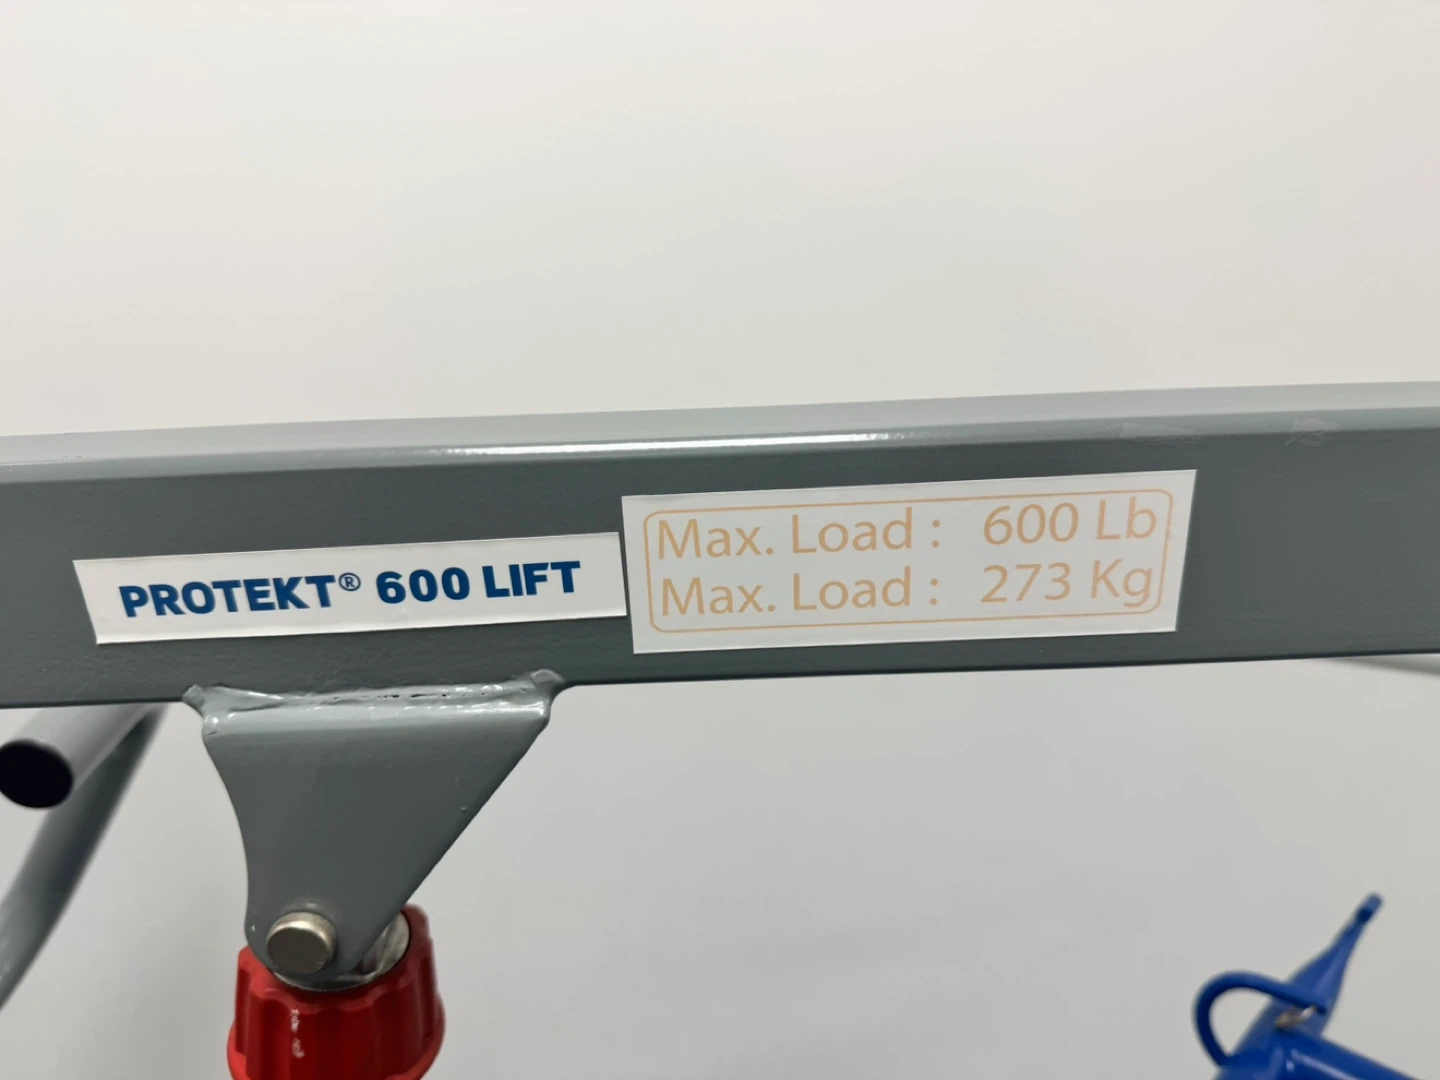 PROTEKT® 600 LIFT
Max. Load : 600 Lb
Max. Load : 273 Kg